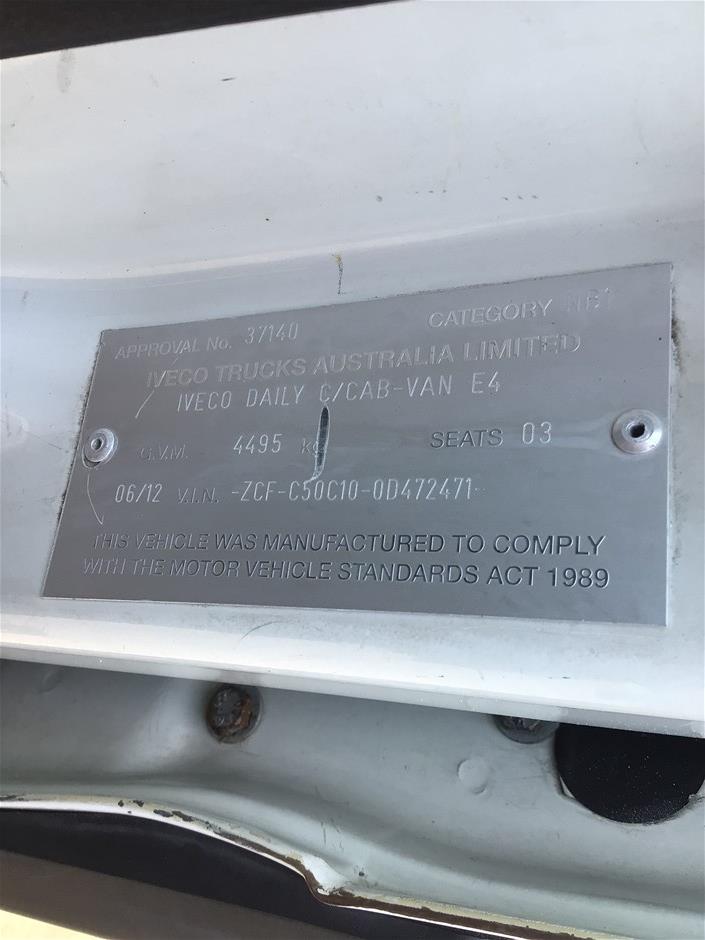 APPROVAL No. 37140 CATEGORY NB1
IVECO TRUCKS AUSTRALIA LIMITED
IVECO DAILY C/CAB-VAN E4
G.V.M. 4495 kg SEATS 03
06/12 V.I.N. -ZCF-C50C10-0D472471-
THIS VEHICLE WAS MANUFACTURED TO COMPLY
WITH THE MOTOR VEHICLE STANDARDS ACT 1989